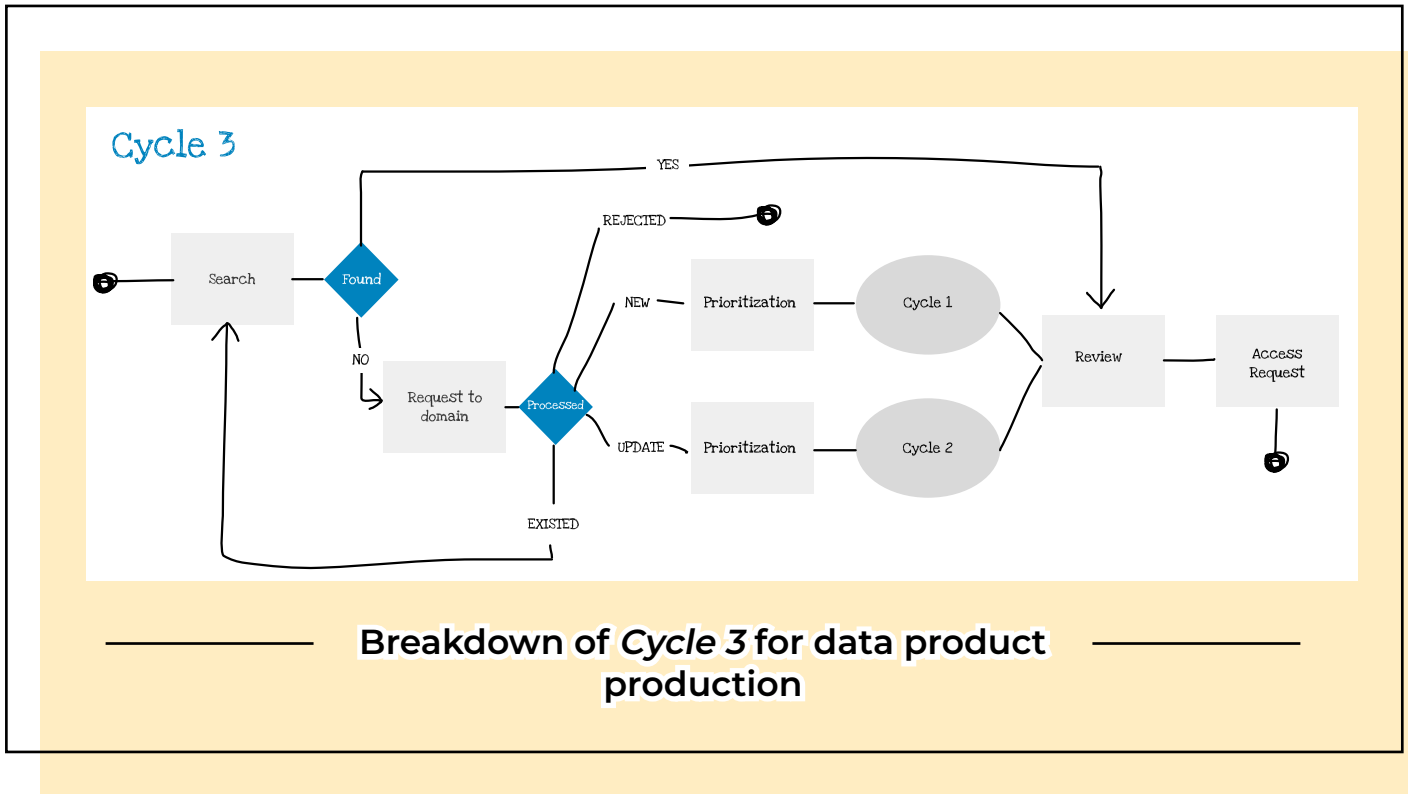 Cycle 3
YES
REJECTED
Search
Found
NEW
Prioritization
Cycle 1
NO
Review
Access
Request
Request to
domain
Processed
UPDATE
Prioritization
Cycle 2
EXISTED
Breakdown of Cycle 3 for data product
production